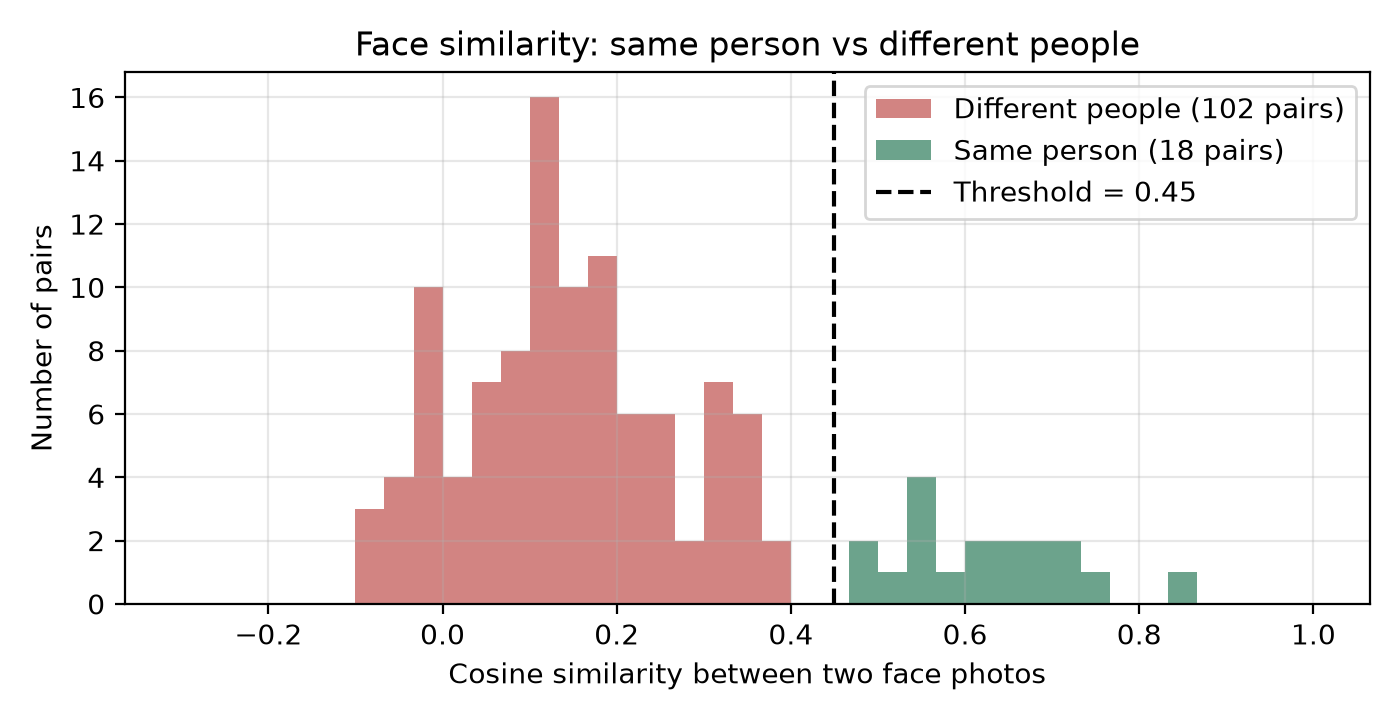 Face similarity: same person vs different people
Different people (102 pairs)
Same person (18 pairs)
Threshold = 0.45
Number of pairs
16
14
12
10
8
6
4
2
0
−0.2
0.0
0.2
0.4
0.6
0.8
1.0
Cosine similarity between two face photos